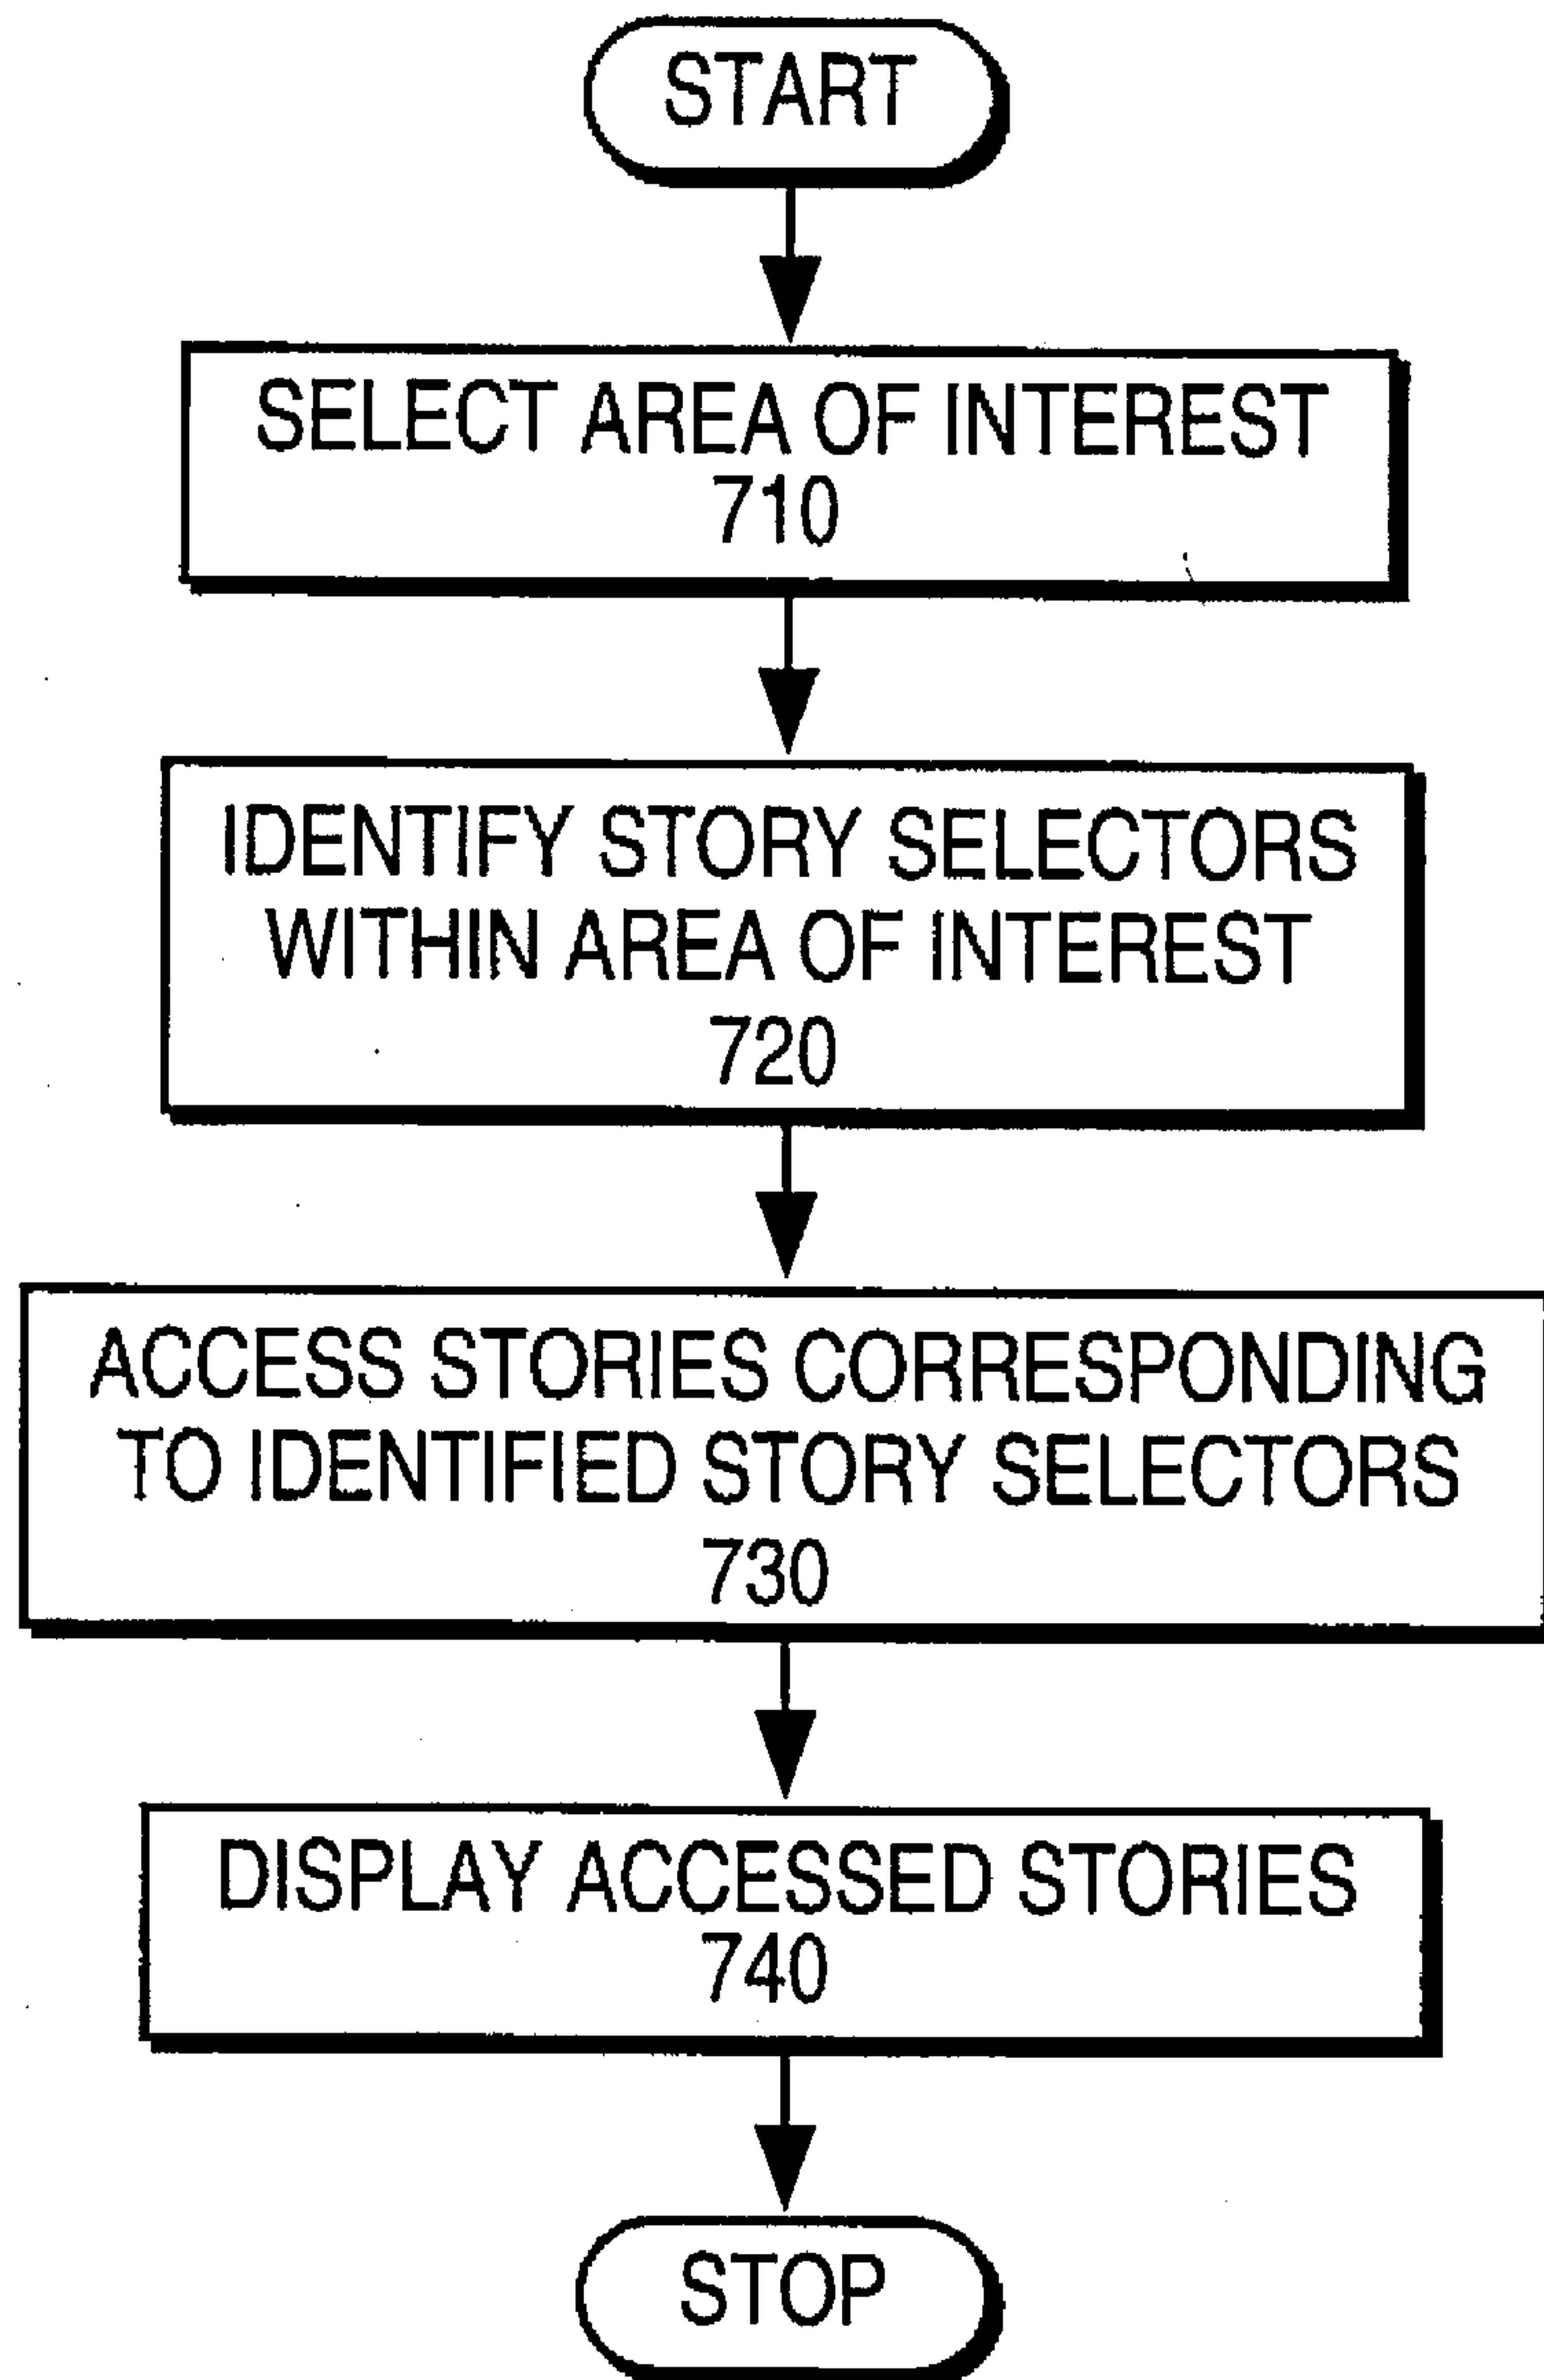 START
SELECT AREA OF INTEREST
710
IDENTIFY STORY SELECTORS
WITHIN AREA OF INTEREST
720
ACCESS STORIES CORRESPONDING
TO IDENTIFIED STORY SELECTORS
730
DISPLAY ACCESSED STORIES
740
STOP